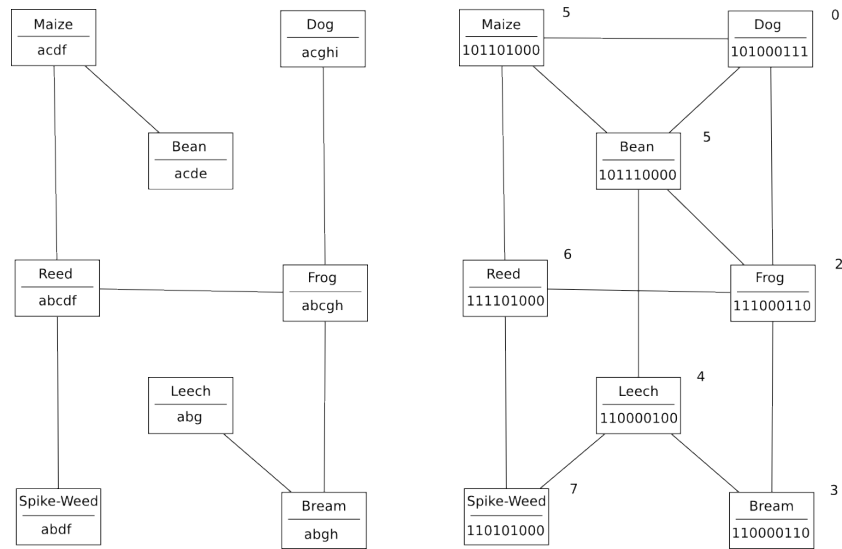 Maize
acdf
Dog
acghi
Bean
acde
Reed
abcdf
Frog
abcgh
Leech
abg
Spike-Weed
abdf
Bream
abgh
Maize
101101000
5
Dog
101000111
0
Bean
101110000
5
Reed
111101000
6
Frog
111000110
2
Leech
110000100
4
Spike-Weed
110101000
7
Bream
110000110
3